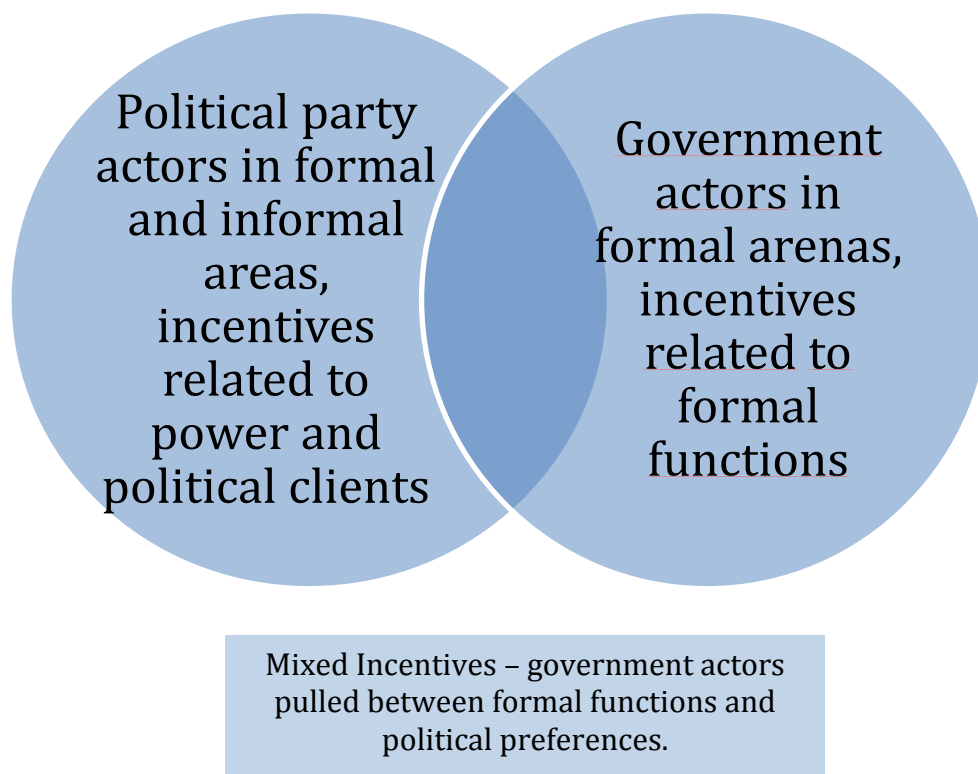 Political party
actors in formal
and informal
areas,
incentives
related to
power and
political clients
Government
actors in
formal arenas,
incentives
related to
formal
functions
Mixed Incentives – government actors
pulled between formal functions and
political preferences.